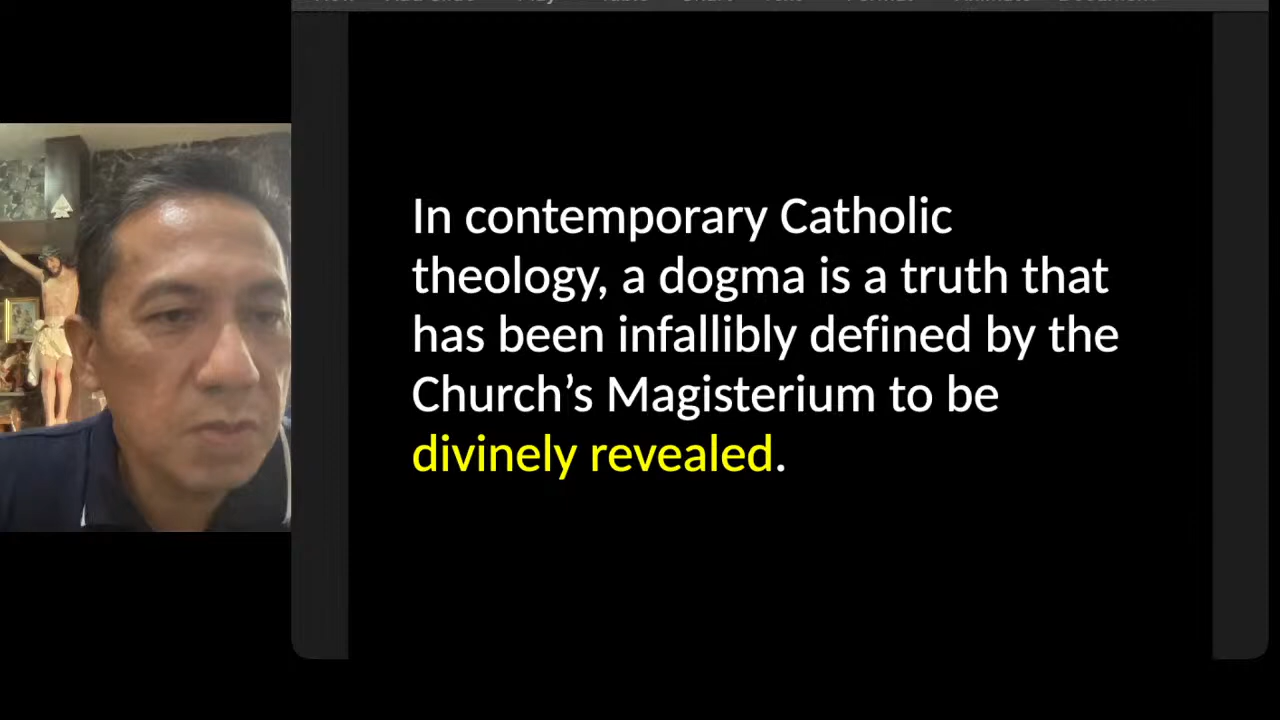 In contemporary Catholic
theology, a dogma is a truth that
has been infallibly defined by the
Church’s Magisterium to be
divinely revealed.